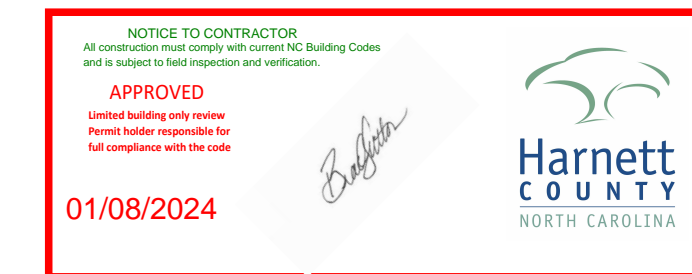 NOTICE TO CONTRACTOR
All construction must comply with current NC Building Codes
and is subject to field inspection and verification.
APPROVED
Limited building only review
Permit holder responsible for
full compliance with the code
01/08/2024
Harnett
COUNTY
NORTH CAROLINA